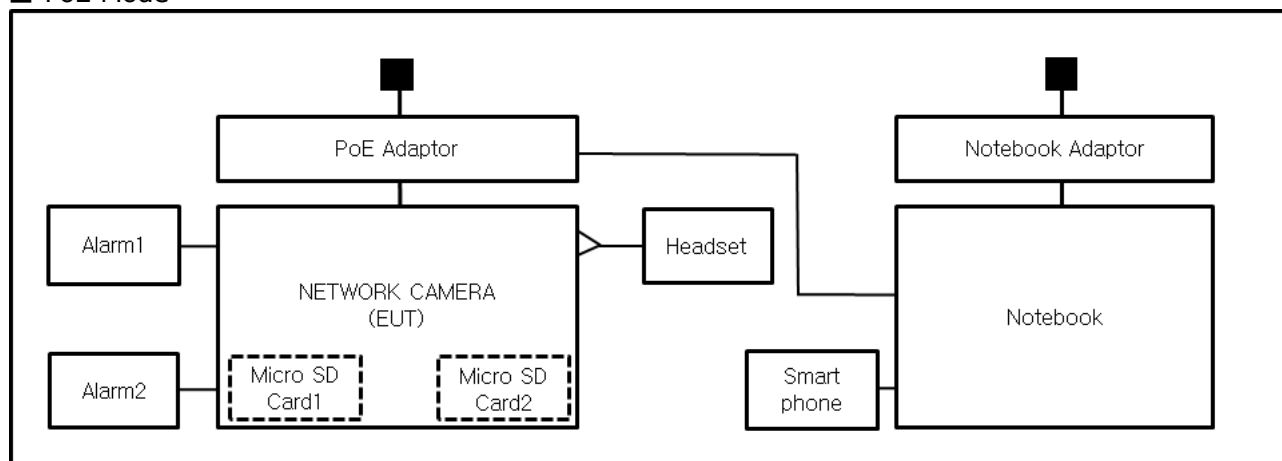 PoE Adaptor
Notebook Adaptor
Alarm1
Headset
NETWORK CAMERA
(EUT)
Notebook
Alarm2
Micro SD
Card1
Micro SD
Card2
Smart
phone